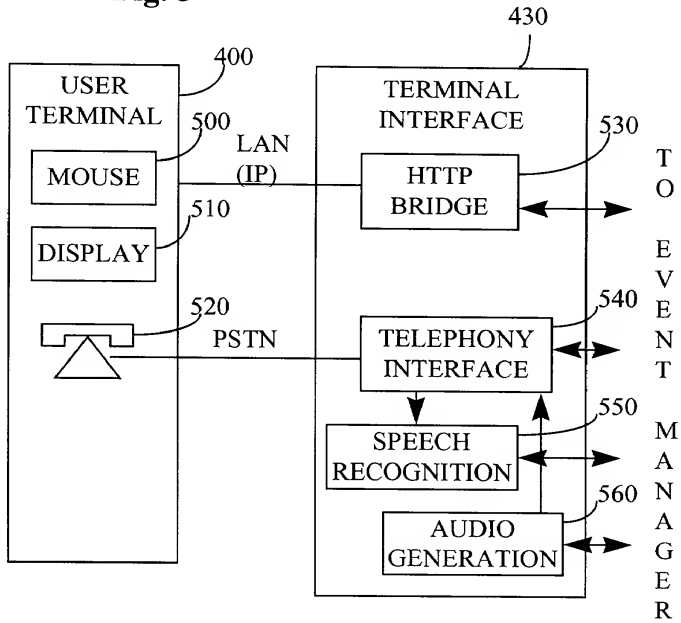 Fig.
430
400
USER
TERMINAL
TERMINAL
INTERFACE
500
530
LAN
(IP)
MOUSE
HTTP
BRIDGE
510
DISPLAY
520
540
PSTN
TELEPHONY
INTERFACE
550
SPEECH
RECOGNITION
560
AUDIO
GENERATION
TO EVENT MANAGER